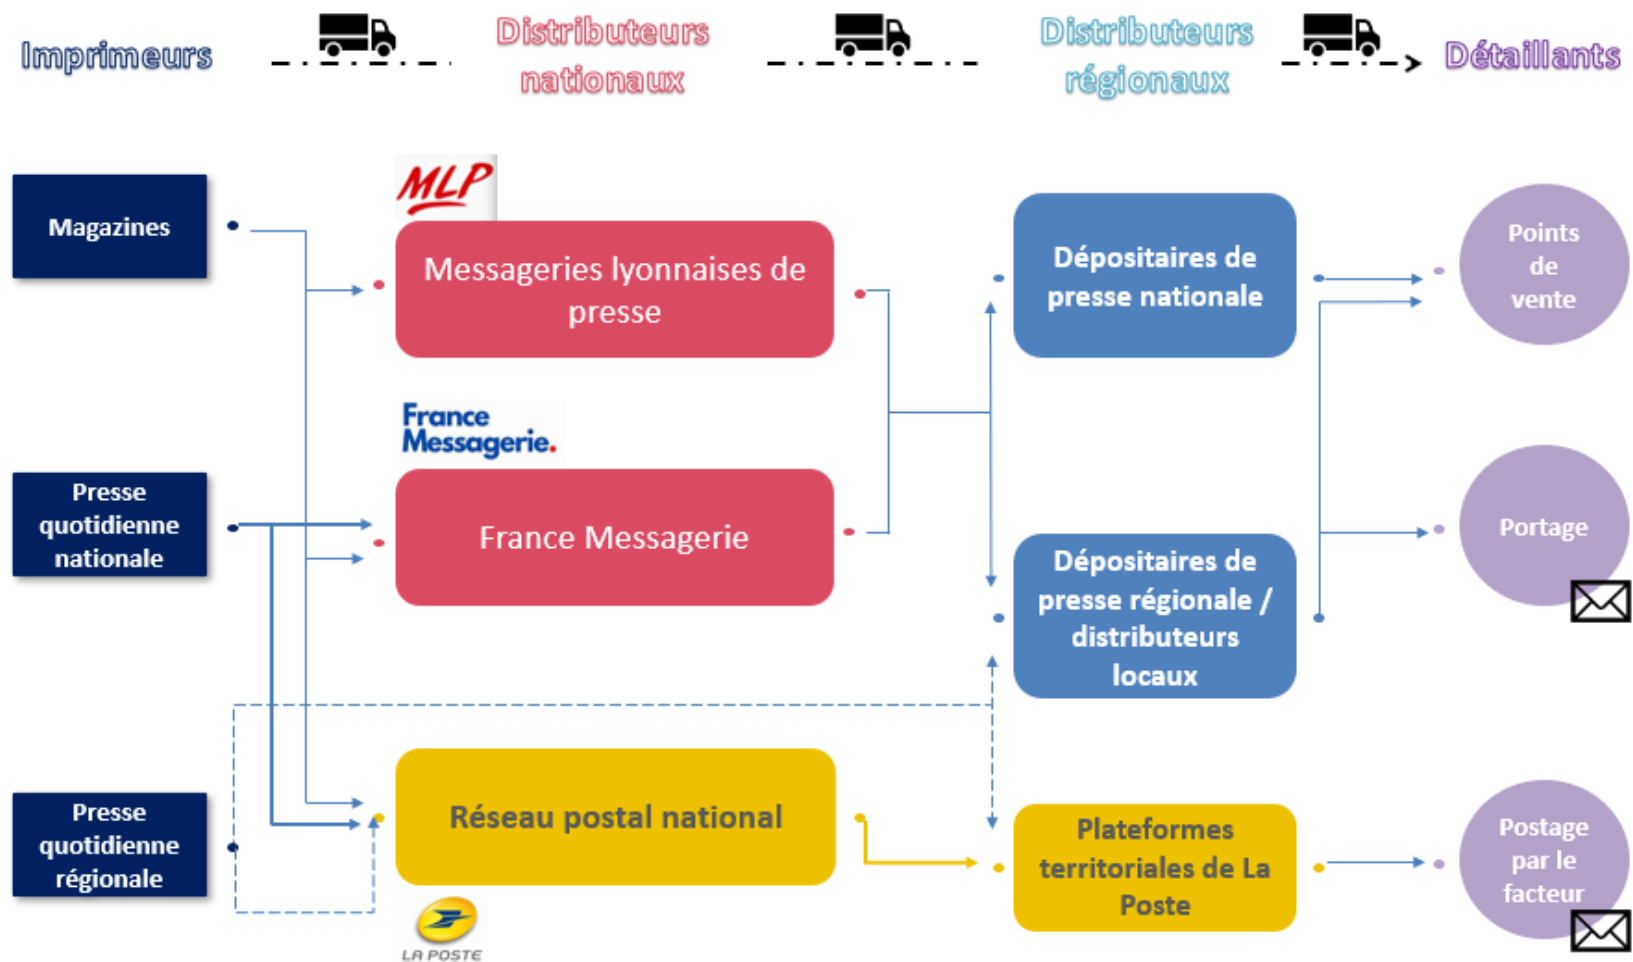 Imprimeurs
Distributeurs
nationaux
Distributeurs
régionaux
Détaillants
Magazines
MLP
Messageries lyonnaises de
presse
Dépositaires de
presse nationale
Points
de
vente
France
Messagerie.
Presse
quotidienne
nationale
France Messagerie
Dépositaires de
presse régionale /
distributeurs
locaux
Portage
Presse
quotidienne
régionale
Réseau postal national
LA POSTE
Plateformes
territoriales de La
Poste
Postage
par le
facteur